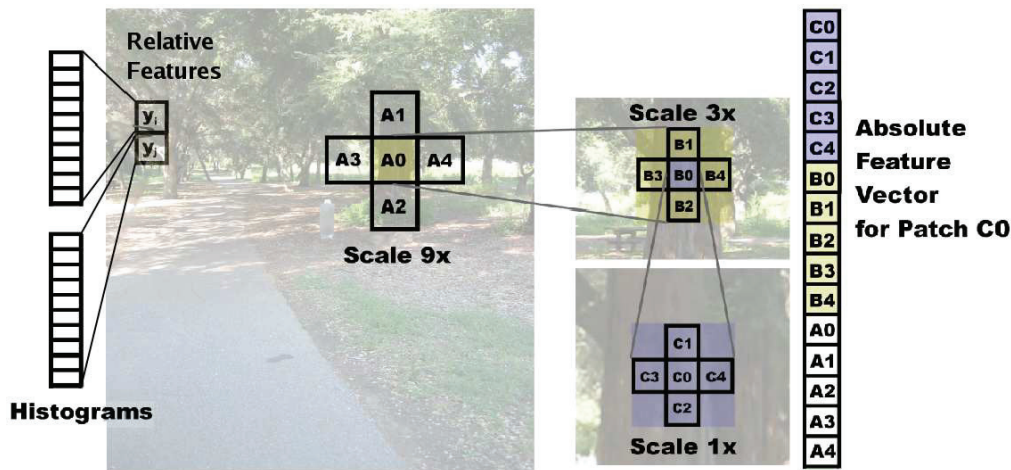 Relative
Features
y_i
y_j
Histograms
A1
A3 A0 A4
A2
Scale 9x
Scale 3x
B1
B3 B0 B4
B2
C1
C3 C0 C4
C2
Scale 1x
C0
C1
C2
C3
C4
B0
B1
B2
B3
B4
A0
A1
A2
A3
A4
Absolute
Feature
Vector
for Patch C0